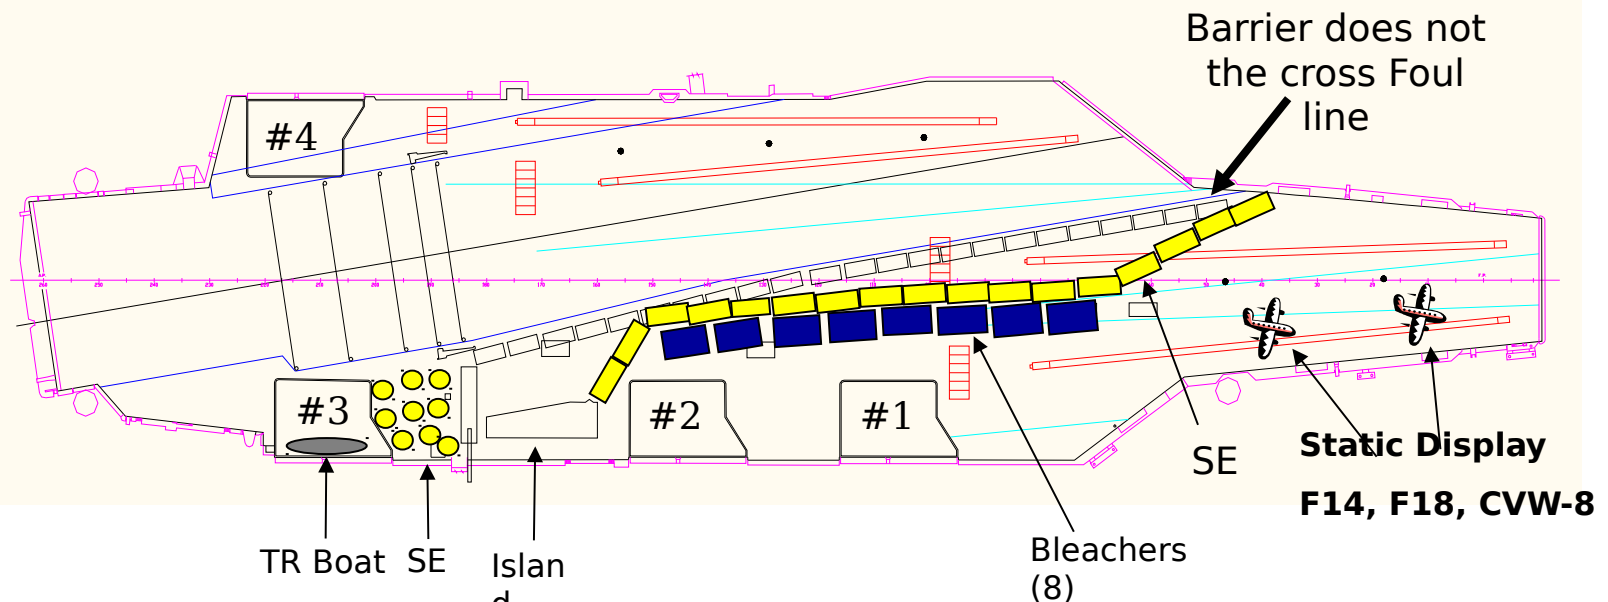 Barrier does not
the cross Foul
line
#4
#3
#2
#1
SE
Static Display
F14, F18, CVW-8
TR Boat
SE
Islan
d
Bleachers
(8)